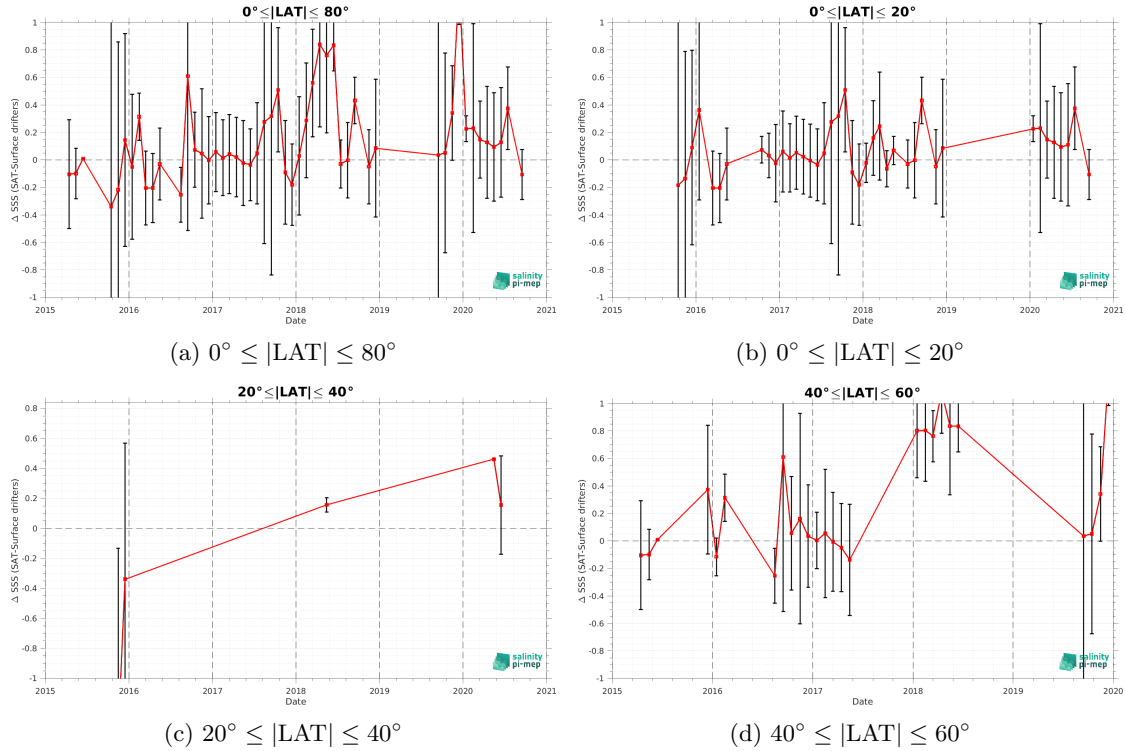 0°≤|LAT|≤ 80°
1
0.8
0.6
0.4
0.2
0
-0.2
-0.4
-0.6
-0.8
-1
Δ SSS (SAT-Surface drifters)
2015 2016 2017 2018 2019 2020 2021
Date
salinity
pi-mep
(a) 0° ≤ |LAT| ≤ 80°
0°≤|LAT|≤ 20°
1
0.8
0.6
0.4
0.2
0
-0.2
-0.4
-0.6
-0.8
-1
Δ SSS (SAT-Surface drifters)
2015 2016 2017 2018 2019 2020 2021
Date
salinity
pi-mep
(b) 0° ≤ |LAT| ≤ 20°
20°≤|LAT|≤ 40°
0.8
0.6
0.4
0.2
0
-0.2
-0.4
-0.6
-0.8
-1
Δ SSS (SAT-Surface drifters)
2015 2016 2017 2018 2019 2020 2021
Date
salinity
pi-mep
(c) 20° ≤ |LAT| ≤ 40°
40°≤|LAT|≤ 60°
1
0.8
0.6
0.4
0.2
0
-0.2
-0.4
-0.6
-0.8
-1
Δ SSS (SAT-Surface drifters)
2015 2016 2017 2018 2019 2020
Date
salinity
pi-mep
(d) 40° ≤ |LAT| ≤ 60°